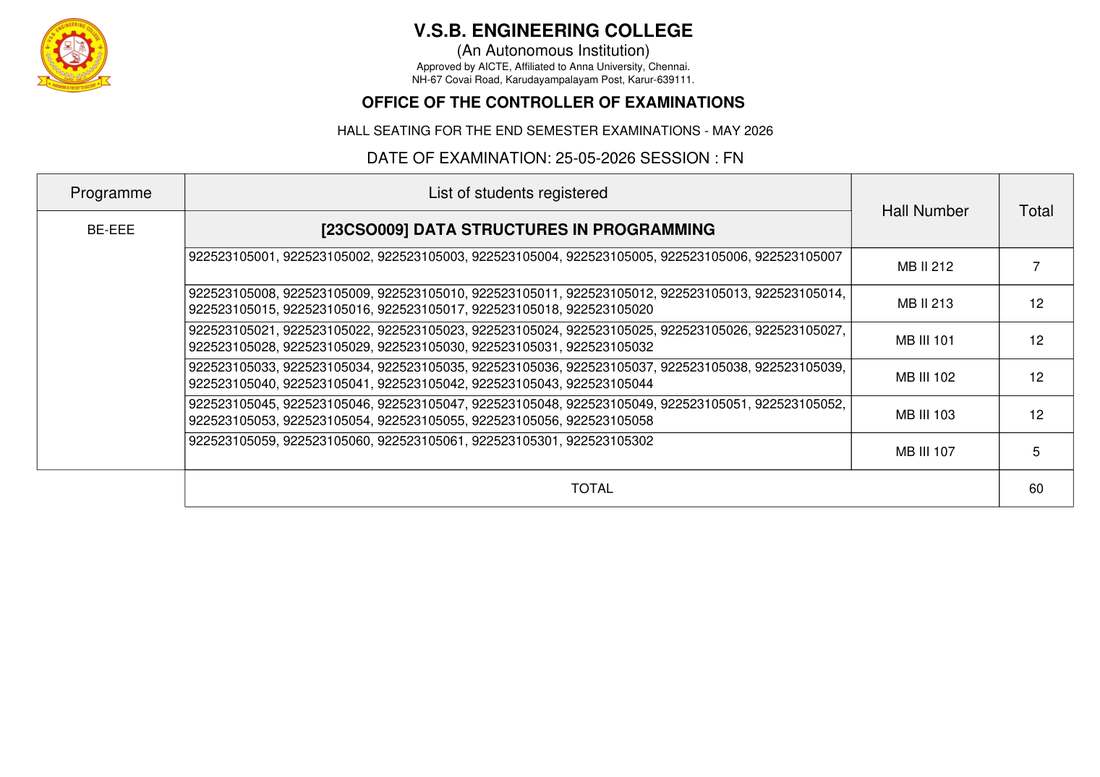 V.S.B. ENGINEERING COLLEGE
(An Autonomous Institution)
Approved by AICTE, Affiliated to Anna University, Chennai.
NH-67 Covai Road, Karudayampalayam Post, Karur-639111.
OFFICE OF THE CONTROLLER OF EXAMINATIONS
HALL SEATING FOR THE END SEMESTER EXAMINATIONS - MAY 2026
DATE OF EXAMINATION: 25-05-2026 SESSION : FN
Programme
List of students registered
Hall Number
Total
BE-EEE
[23CSO009] DATA STRUCTURES IN PROGRAMMING
922523105001, 922523105002, 922523105003, 922523105004, 922523105005, 922523105006, 922523105007
MB II 212
7
922523105008, 922523105009, 922523105010, 922523105011, 922523105012, 922523105013, 922523105014,
922523105015, 922523105016, 922523105017, 922523105018, 922523105020
MB II 213
12
922523105021, 922523105022, 922523105023, 922523105024, 922523105025, 922523105026, 922523105027,
922523105028, 922523105029, 922523105030, 922523105031, 922523105032
MB III 101
12
922523105033, 922523105034, 922523105035, 922523105036, 922523105037, 922523105038, 922523105039,
922523105040, 922523105041, 922523105042, 922523105043, 922523105044
MB III 102
12
922523105045, 922523105046, 922523105047, 922523105048, 922523105049, 922523105051, 922523105052,
922523105053, 922523105054, 922523105055, 922523105056, 922523105058
MB III 103
12
922523105059, 922523105060, 922523105061, 922523105301, 922523105302
MB III 107
5
TOTAL
60